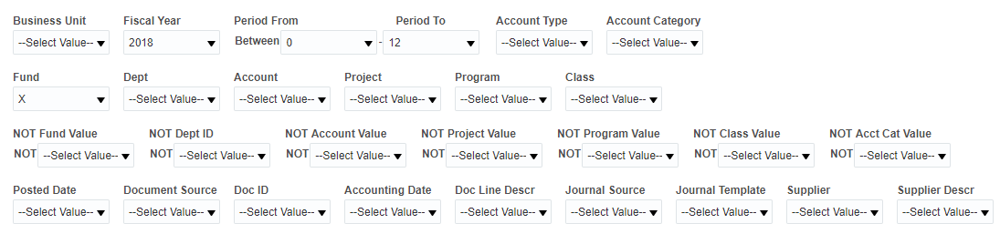 Business Unit Fiscal Year Period From Period To Account Type Account Category
--Select Value-- 2018 Between 0 - 12 --Select Value-- --Select Value--
Fund Dept Account Project Program Class
X --Select Value-- --Select Value-- --Select Value-- --Select Value-- --Select Value--
NOT Fund Value NOT Dept ID NOT Account Value NOT Project Value NOT Program Value NOT Class Value NOT Acct Cat Value
NOT --Select Value-- NOT --Select Value-- NOT --Select Value-- NOT --Select Value-- NOT --Select Value-- NOT --Select Value-- NOT --Select Value--
Posted Date Document Source Doc ID Accounting Date Doc Line Descr Journal Source Journal Template Supplier Supplier Descr
--Select Value-- --Select Value-- --Select Value-- --Select Value-- --Select Value-- --Select Value-- --Select Value-- --Select Value-- --Select Value--